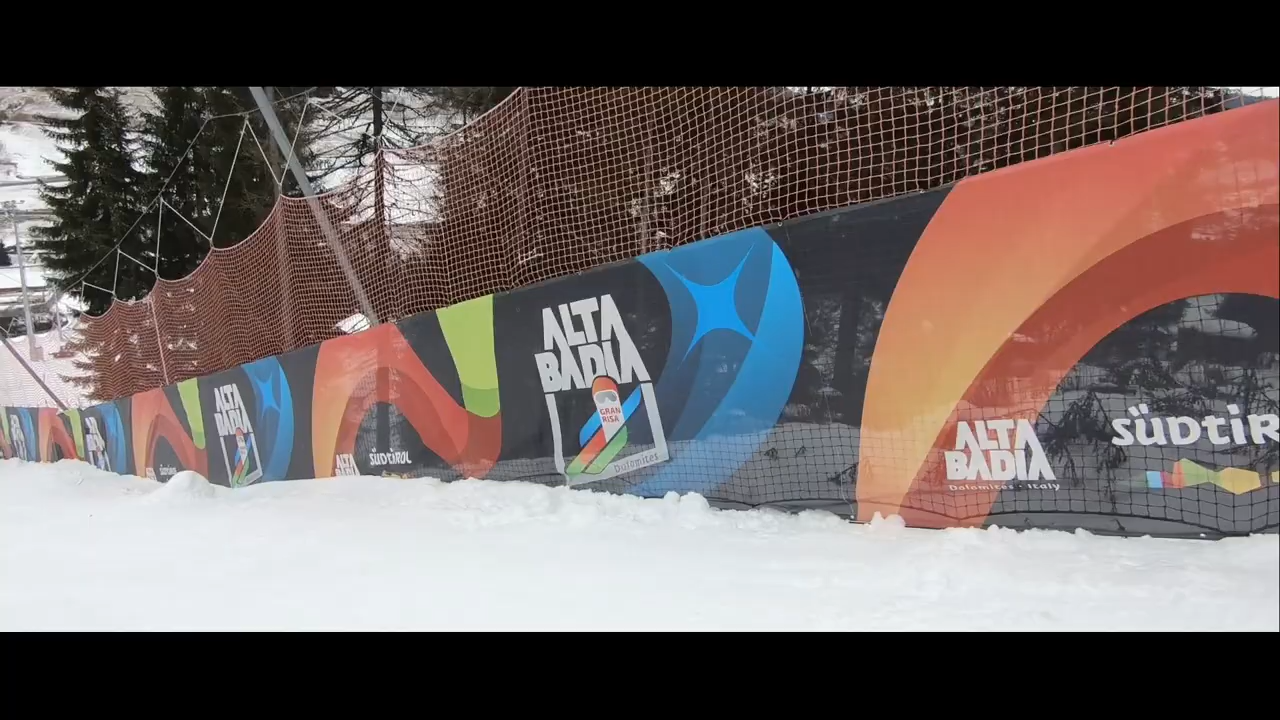 ALTA
BADIA
SÜDTIROL
ALTA
BADIA
GRAN
RISA
Dolomites
ALTA
BADIA
Dolomites · Italy
SÜDTIR